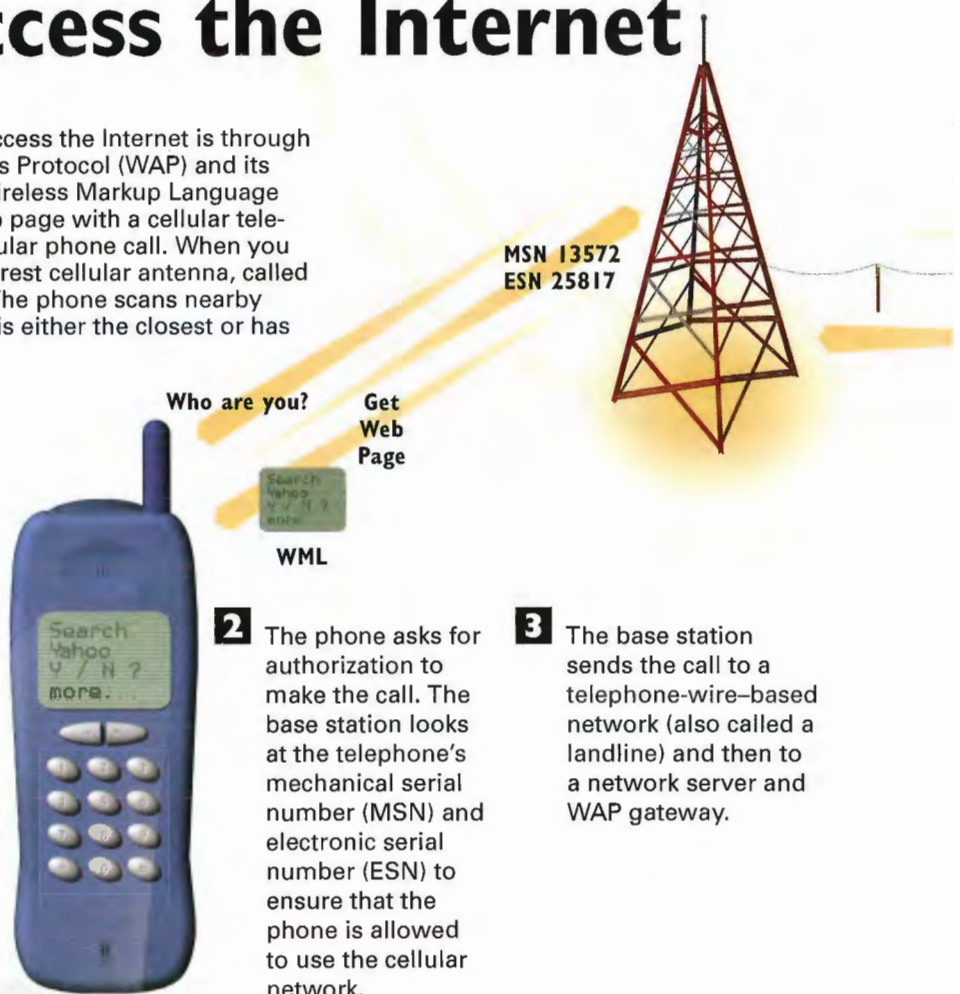 ccess the Internet
ccess the Internet is through
s Protocol (WAP) and its
ireless Markup Language
o page with a cellular tele-
ular phone call. When you
rest cellular antenna, called
The phone scans nearby
is either the closest or has
MSN 13572
ESN 25817
Who are you?
Get
Web
Page
Search
Yahoo
Y / N ?
more.
WML
Search
Yahoo
Y / N ?
more.
2 The phone asks for
authorization to
make the call. The
base station looks
at the telephone's
mechanical serial
number (MSN) and
electronic serial
number (ESN) to
ensure that the
phone is allowed
to use the cellular
network.
3 The base station
sends the call to a
telephone-wire–based
network (also called a
landline) and then to
a network server and
WAP gateway.